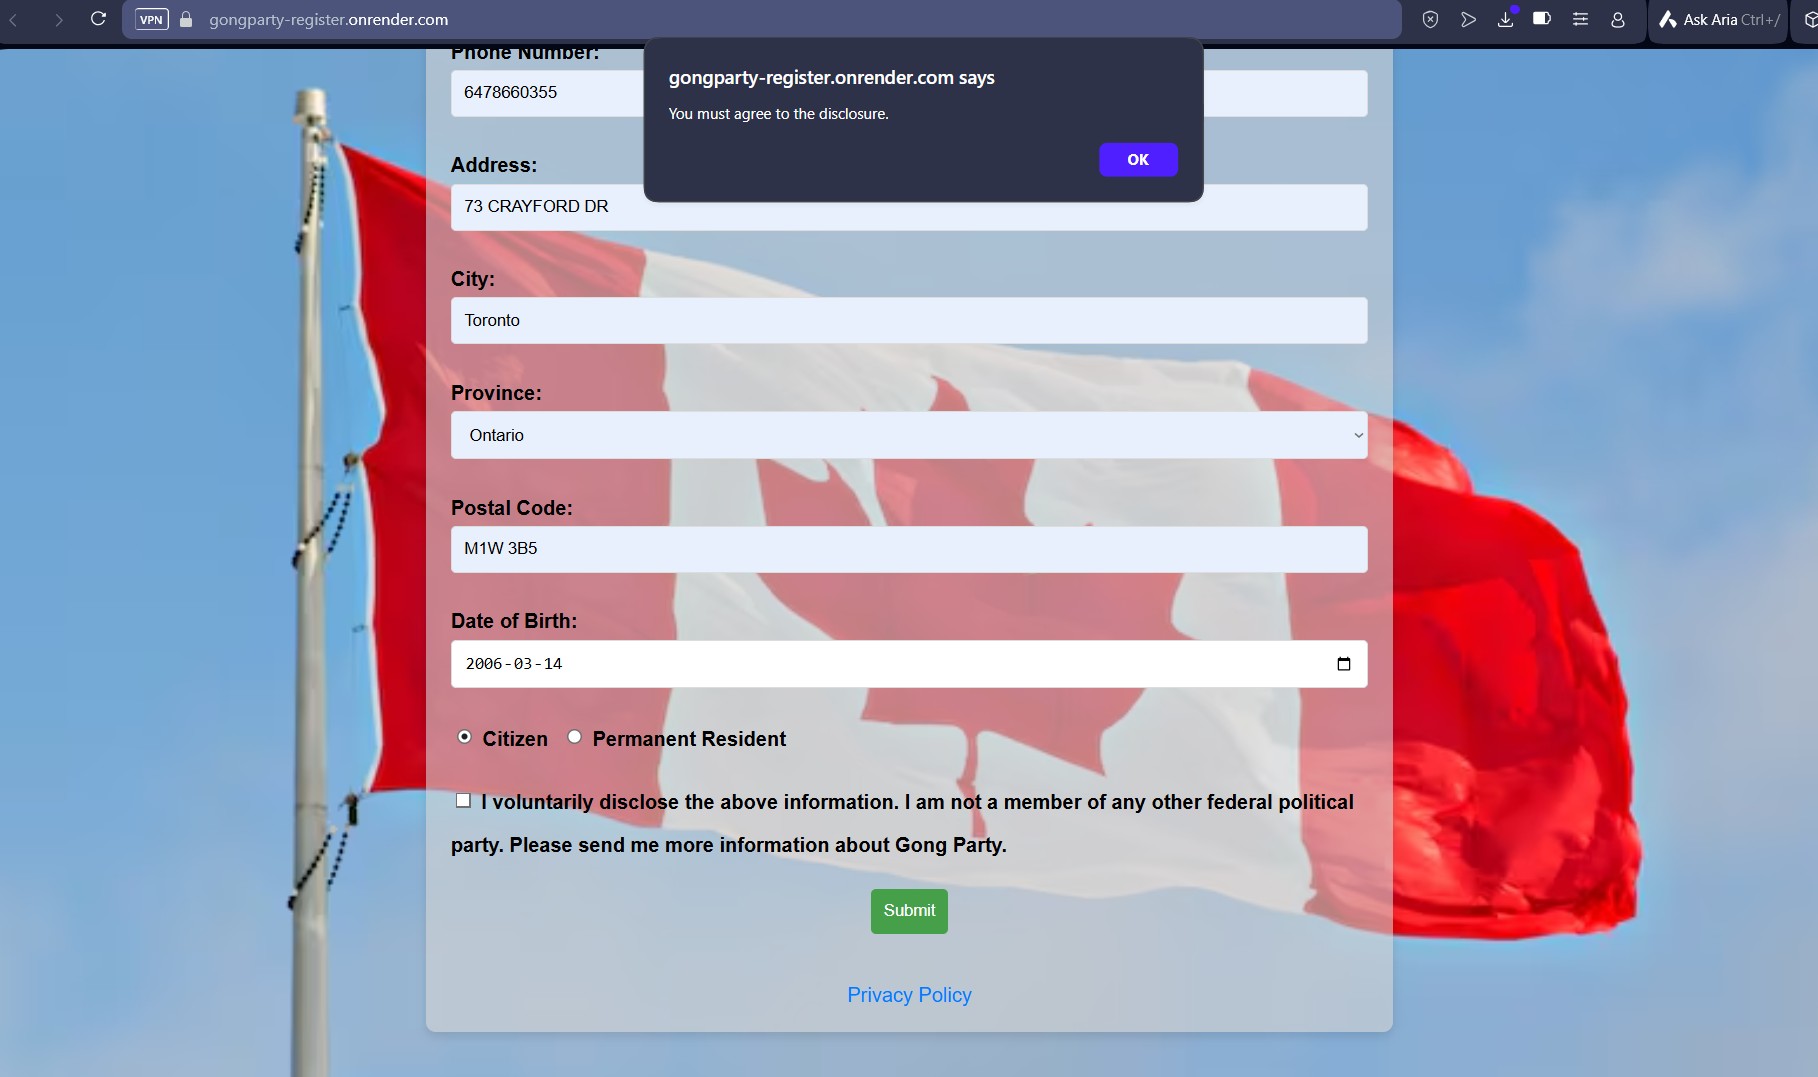 VPN
gongparty-register.onrender.com
Ask Aria Ctrl+/
Phone Number:
6478660355
gongparty-register.onrender.com says
You must agree to the disclosure.
OK
Address:
73 CRAYFORD DR
City:
Toronto
Province:
Ontario
Postal Code:
M1W 3B5
Date of Birth:
2006-03-14
Citizen Permanent Resident
I voluntarily disclose the above information. I am not a member of any other federal political
party. Please send me more information about Gong Party.
Submit
Privacy Policy